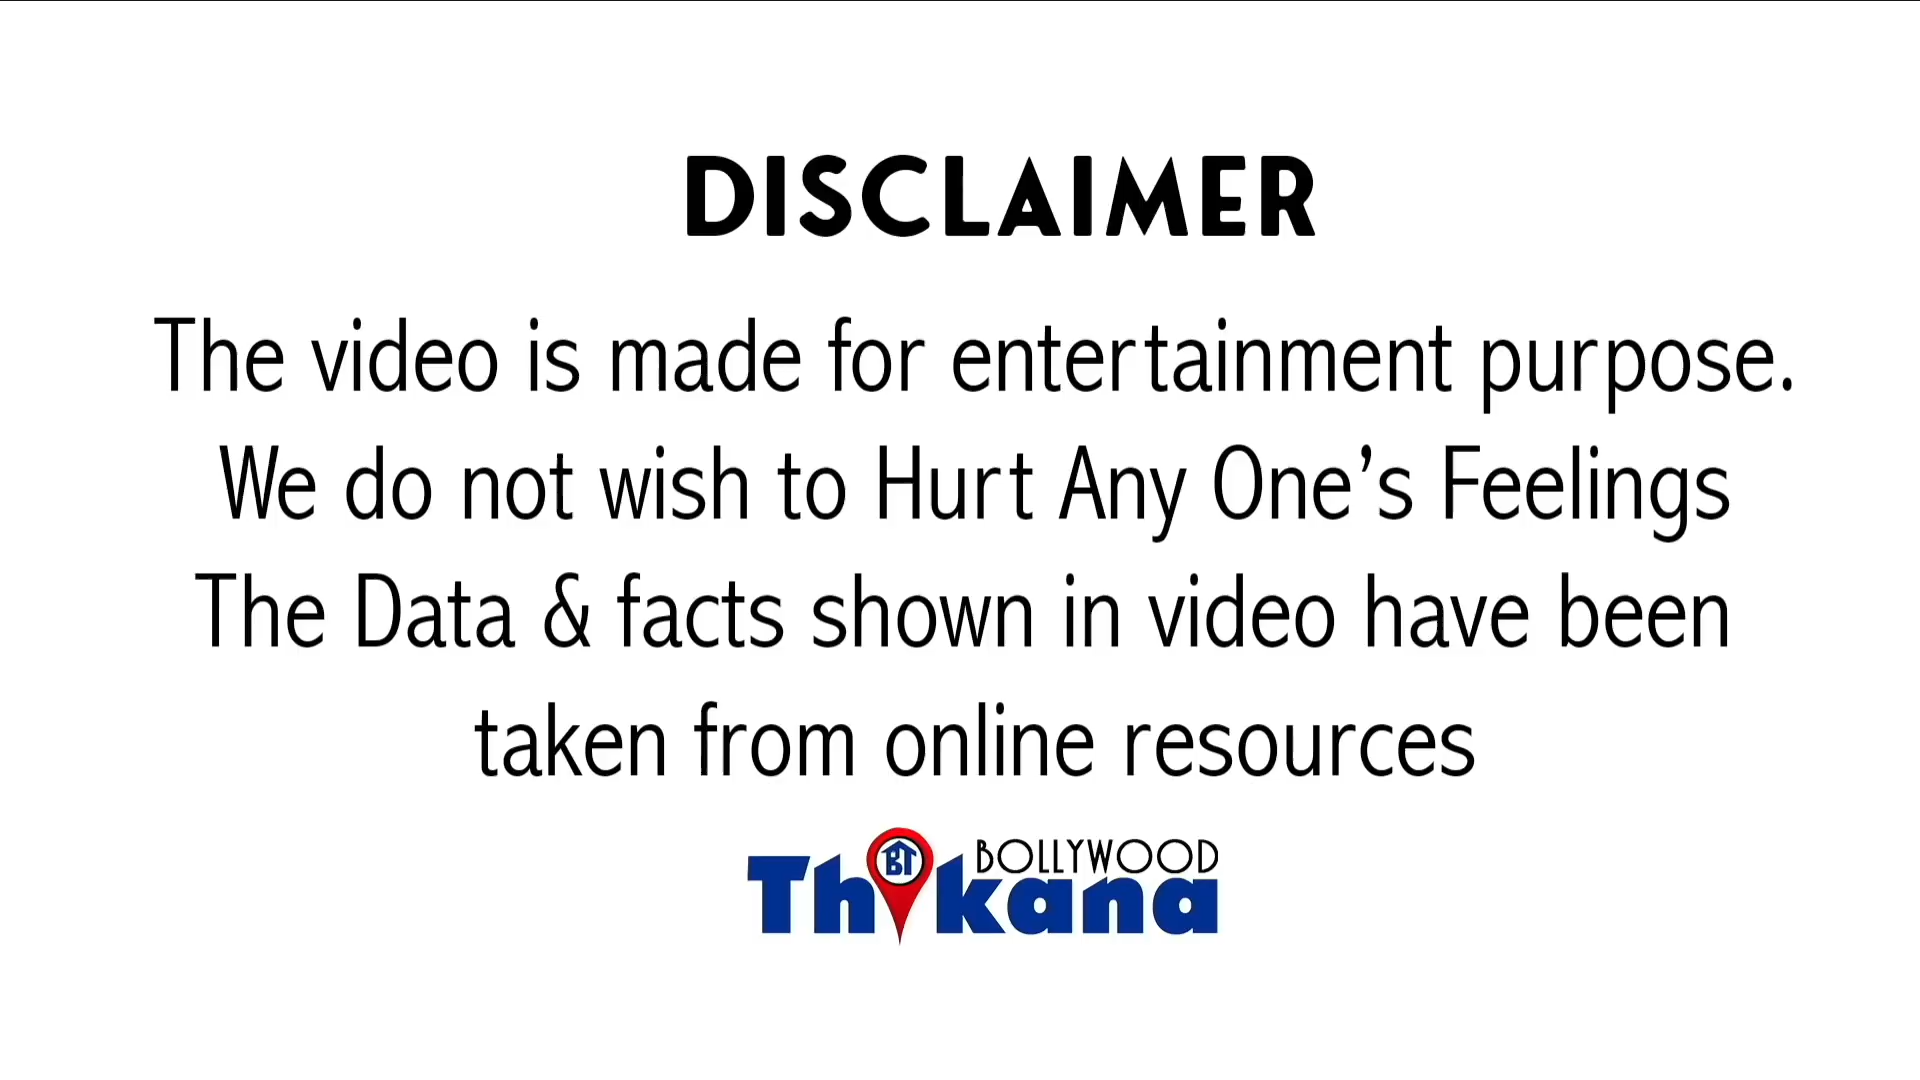 DISCLAIMER
The video is made for entertainment purpose.
We do not wish to Hurt Any One’s Feelings
The Data & facts shown in video have been
taken from online resources
BT
BOLLYWOOD
Thikana